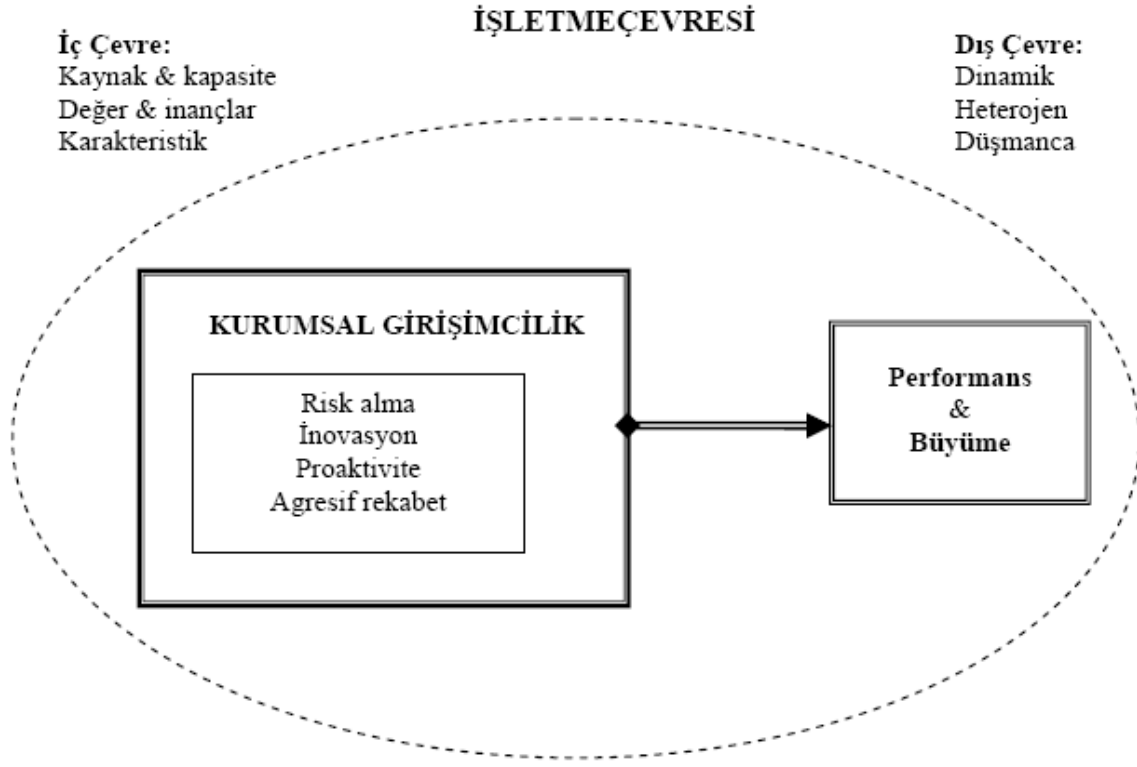 İŞLETMEÇEVRESİ
İç Çevre:
Kaynak & kapasite
Değer & inançlar
Karakteristik
Dış Çevre:
Dinamik
Heterojen
Düşmanca
KURUMSAL GİRİŞİMCİLİK
Risk alma
İnovasyon
Proaktivite
Agresif rekabet
Performans
&
Büyüme